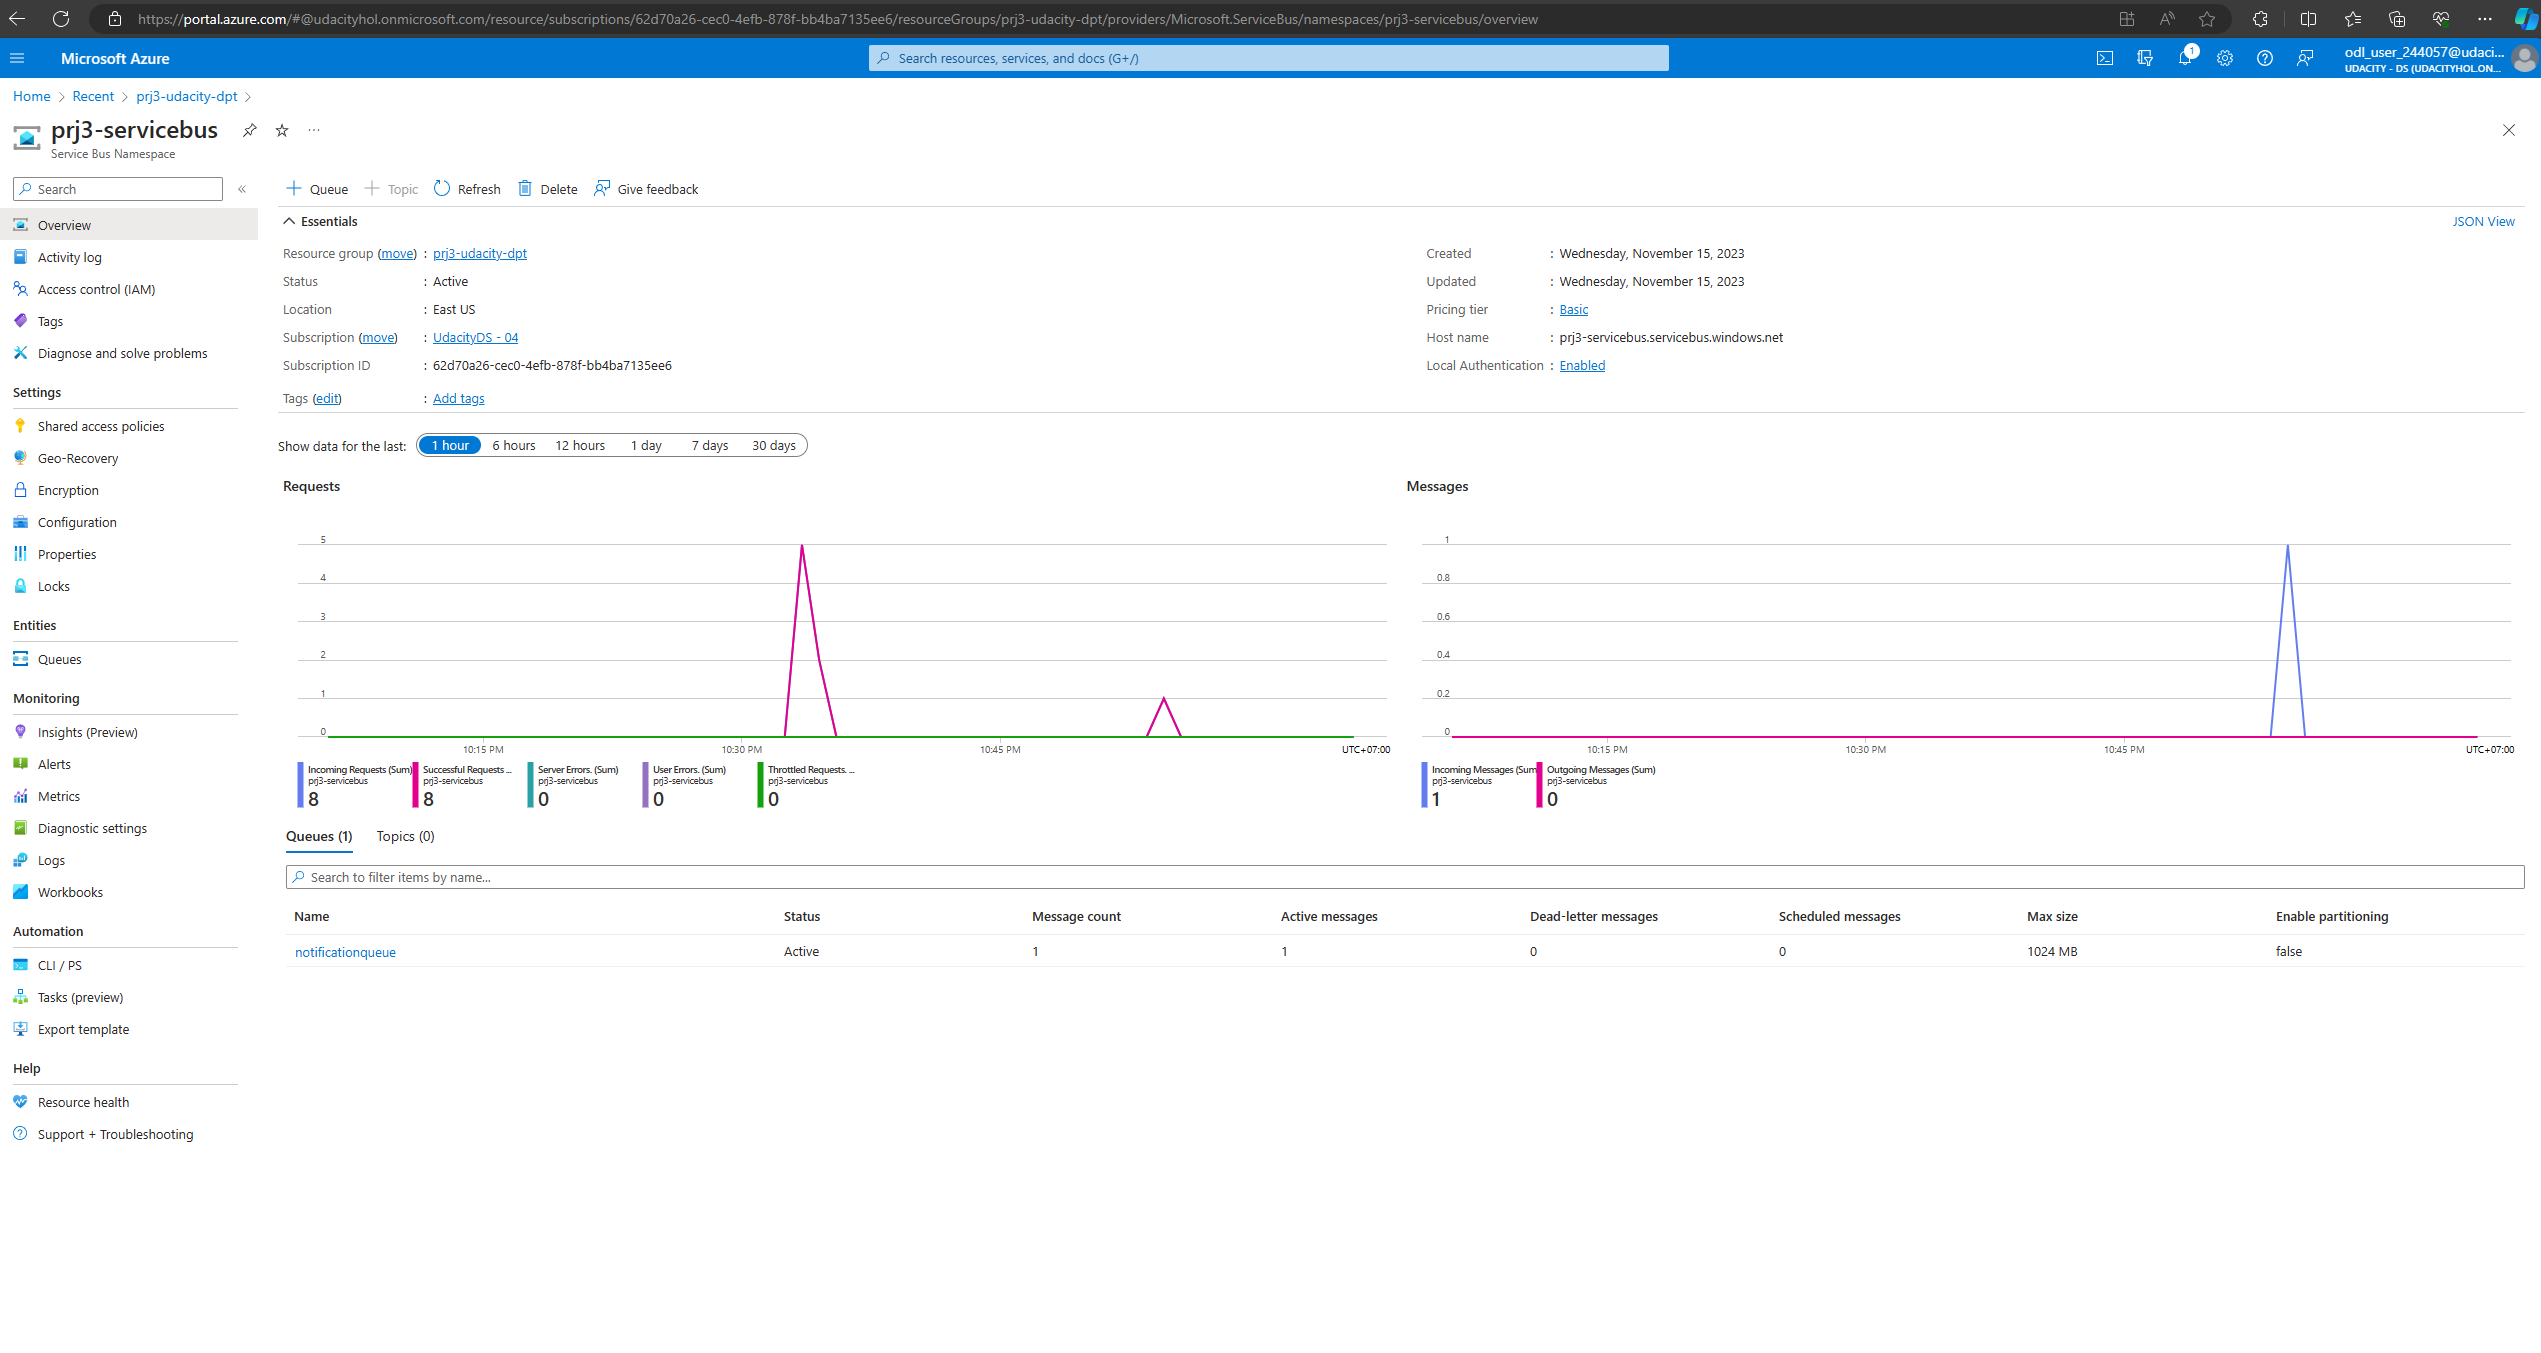 https://portal.azure.com/#@udacityhol.onmicrosoft.com/resource/subscriptions/62d70a26-cec0-4efb-878f-bb4ba7135ee6/resourceGroups/prj3-udacity-dpt/providers/Microsoft.ServiceBus/namespaces/prj3-servicebus/overview
Microsoft Azure
Search resources, services, and docs (G+/)
1
odl_user_244057@udaci...
UDACITY - DS (UDACITYHOL.ON...
Home > Recent > prj3-udacity-dpt >
prj3-servicebus
Service Bus Namespace
Search
Overview
Activity log
Access control (IAM)
Tags
Diagnose and solve problems
Settings
Shared access policies
Geo-Recovery
Encryption
Configuration
Properties
Locks
Entities
Queues
Monitoring
Insights (Preview)
Alerts
Metrics
Diagnostic settings
Logs
Workbooks
Automation
CLI / PS
Tasks (preview)
Export template
Help
Resource health
Support + Troubleshooting
Queue Topic Refresh Delete Give feedback
Essentials
JSON View
Resource group (move) : prj3-udacity-dpt
Status : Active
Location : East US
Subscription (move) : UdacityDS - 04
Subscription ID : 62d70a26-cec0-4efb-878f-bb4ba7135ee6
Tags (edit) : Add tags
Created : Wednesday, November 15, 2023
Updated : Wednesday, November 15, 2023
Pricing tier : Basic
Host name : prj3-servicebus.servicebus.windows.net
Local Authentication : Enabled
Show data for the last: 1 hour 6 hours 12 hours 1 day 7 days 30 days
Requests
5
4
3
2
1
0
10:15 PM 10:30 PM 10:45 PM UTC+07:00
Incoming Requests (Sum)
prj3-servicebus
8
Successful Requests ...
prj3-servicebus
8
Server Errors. (Sum)
prj3-servicebus
0
User Errors. (Sum)
prj3-servicebus
0
Throttled Requests. ...
prj3-servicebus
0
Messages
1
0.8
0.6
0.4
0.2
0
10:15 PM 10:30 PM 10:45 PM UTC+07:00
Incoming Messages (Sum
prj3-servicebus
1
Outgoing Messages (Sum)
prj3-servicebus
0
Queues (1) Topics (0)
Search to filter items by name...
Name Status Message count Active messages Dead-letter messages Scheduled messages Max size Enable partitioning
notificationqueue Active 1 1 0 0 1024 MB false